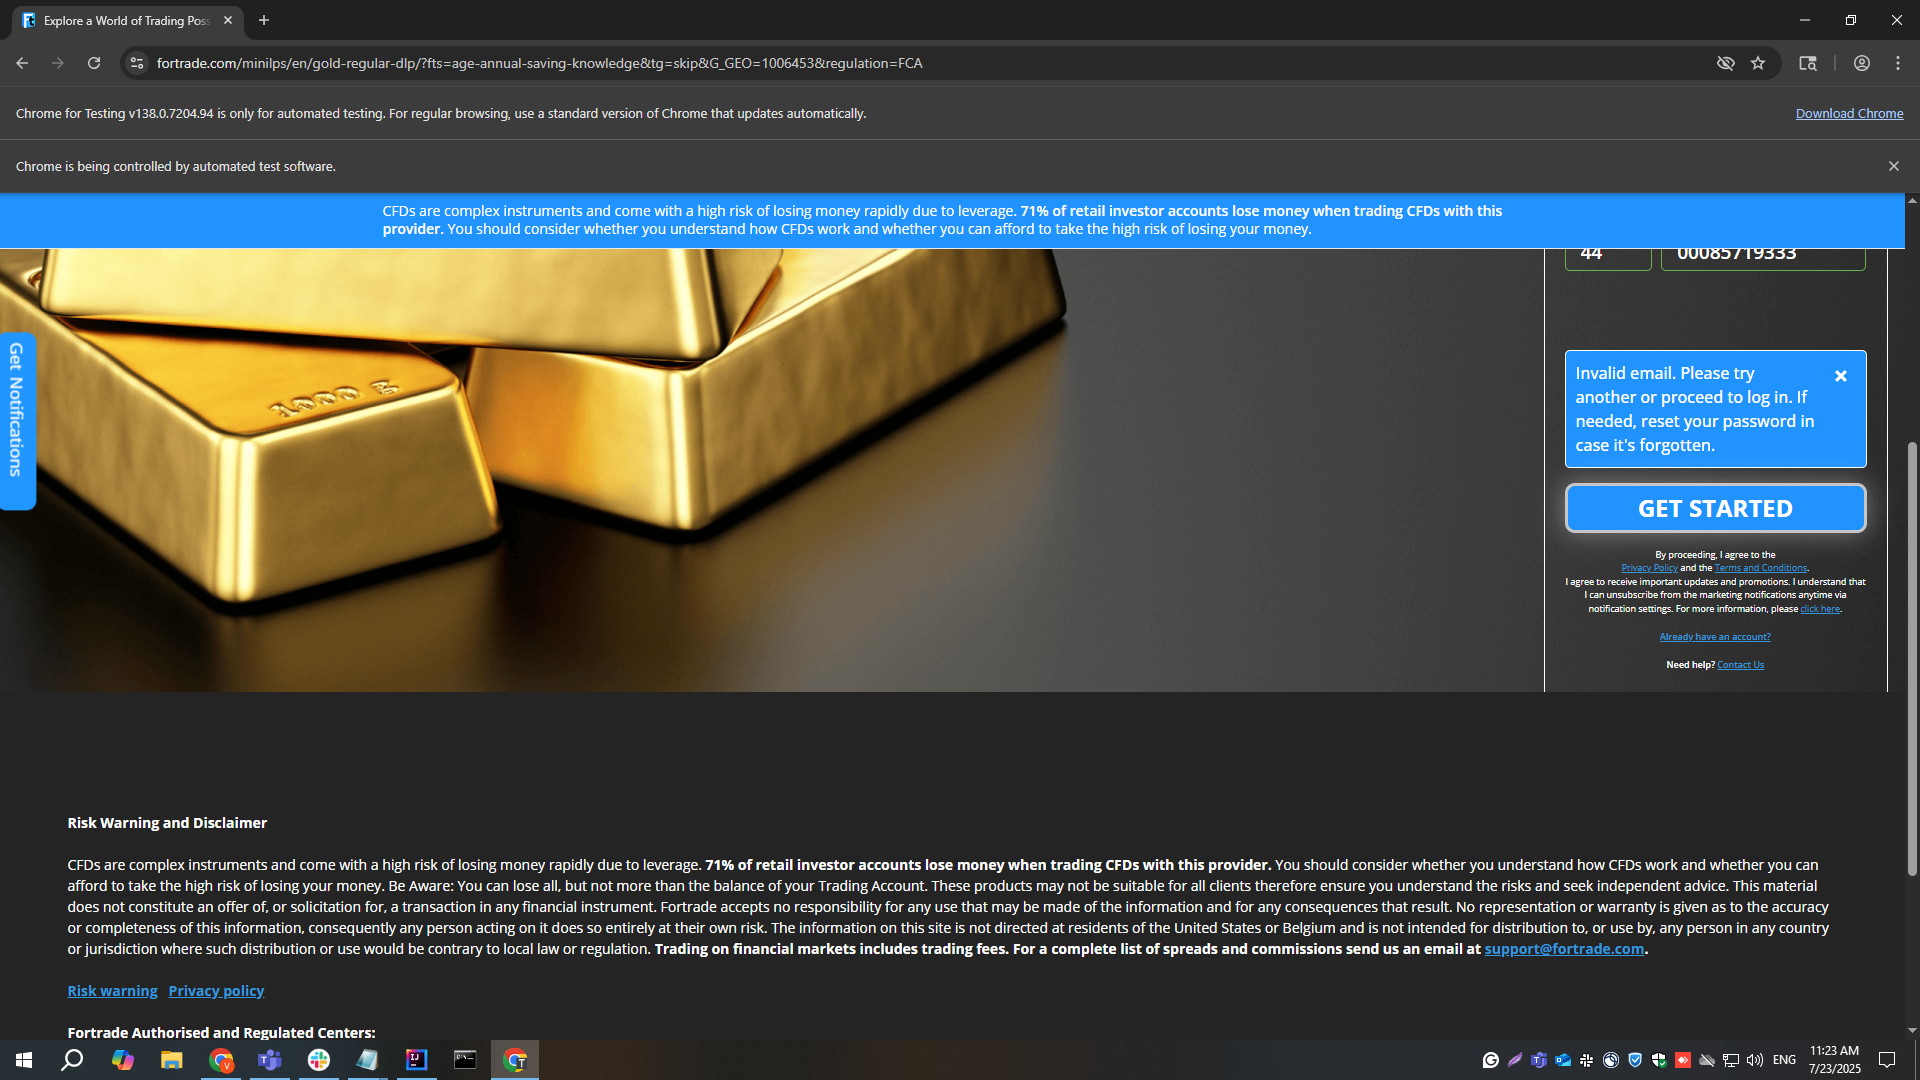 Explore a World of Trading Poss
fortrade.com/minilps/en/gold-regular-dlp/?fts=age-annual-saving-knowledge&tg=skip&G_GEO=1006453&regulation=FCA
Chrome for Testing v138.0.7204.94 is only for automated testing. For regular browsing, use a standard version of Chrome that updates automatically.
Download Chrome
Chrome is being controlled by automated test software.
CFDs are complex instruments and come with a high risk of losing money rapidly due to leverage. 71% of retail investor accounts lose money when trading CFDs with this
provider. You should consider whether you understand how CFDs work and whether you can afford to take the high risk of losing your money.
44
00085719333
1000 g
Get Notifications
Invalid email. Please try
another or proceed to log in. If
needed, reset your password in
case it's forgotten.
GET STARTED
By proceeding, I agree to the
Privacy Policy and the Terms and Conditions.
I agree to receive important updates and promotions. I understand that
I can unsubscribe from the marketing notifications anytime via
notification settings. For more information, please click here.
Already have an account?
Need help? Contact Us
Risk Warning and Disclaimer
CFDs are complex instruments and come with a high risk of losing money rapidly due to leverage. 71% of retail investor accounts lose money when trading CFDs with this provider. You should consider whether you understand how CFDs work and whether you can
afford to take the high risk of losing your money. Be Aware: You can lose all, but not more than the balance of your Trading Account. These products may not be suitable for all clients therefore ensure you understand the risks and seek independent advice. This material
does not constitute an offer of, or solicitation for, a transaction in any financial instrument. Fortrade accepts no responsibility for any use that may be made of the information and for any consequences that result. No representation or warranty is given as to the accuracy
or completeness of this information, consequently any person acting on it does so entirely at their own risk. The information on this site is not directed at residents of the United States or Belgium and is not intended for distribution to, or use by, any person in any country
or jurisdiction where such distribution or use would be contrary to local law or regulation. Trading on financial markets includes trading fees. For a complete list of spreads and commissions send us an email at support@fortrade.com.
Risk warning Privacy policy
Fortrade Authorised and Regulated Centers:
ENG
11:23 AM
7/23/2025